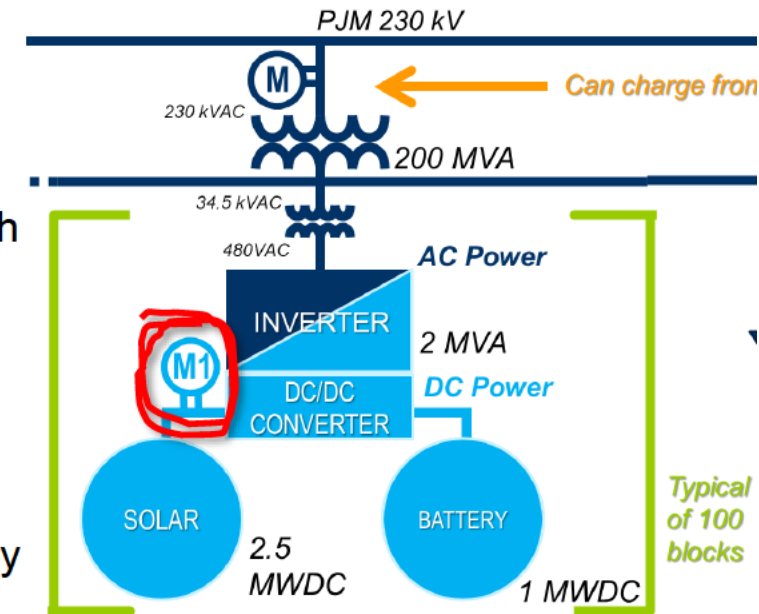 PJM 230 kV
M
Can charge from
230 kVAC
200 MVA
34.5 kVAC
h
480VAC
AC Power
INVERTER
2 MVA
M1
DC/DC
CONVERTER
DC Power
SOLAR
BATTERY
Typical
of 100
blocks
2.5
MWDC
y
1 MWDC